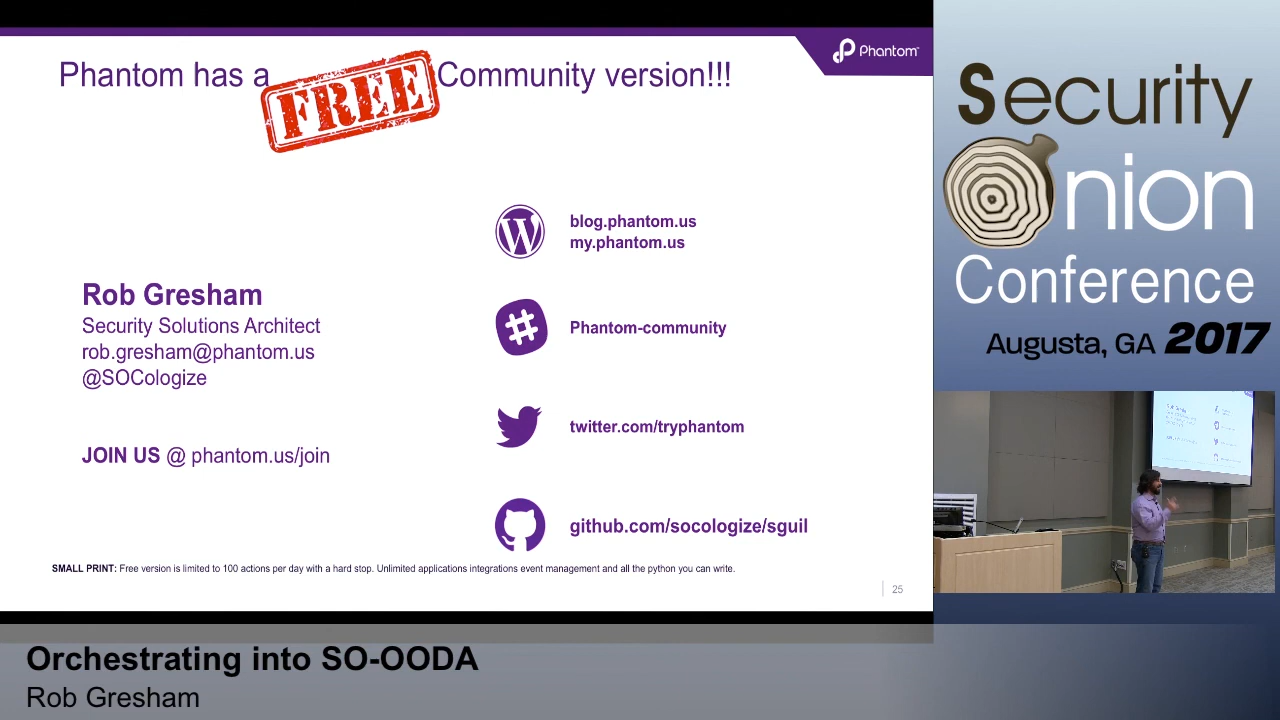 Phantom has a FREE Community version!!!
Phantom
blog.phantom.us
my.phantom.us
Rob Gresham
Security Solutions Architect
rob.gresham@phantom.us
@SOCologize
Phantom-community
twitter.com/tryphantom
JOIN US @ phantom.us/join
github.com/socologize/sguil
SMALL PRINT: Free version is limited to 100 actions per day with a hard stop. Unlimited applications integrations event management and all the python you can write.
25
Security
Onion
Conference
Augusta, GA 2017
Orchestrating into SO-OODA
Rob Gresham